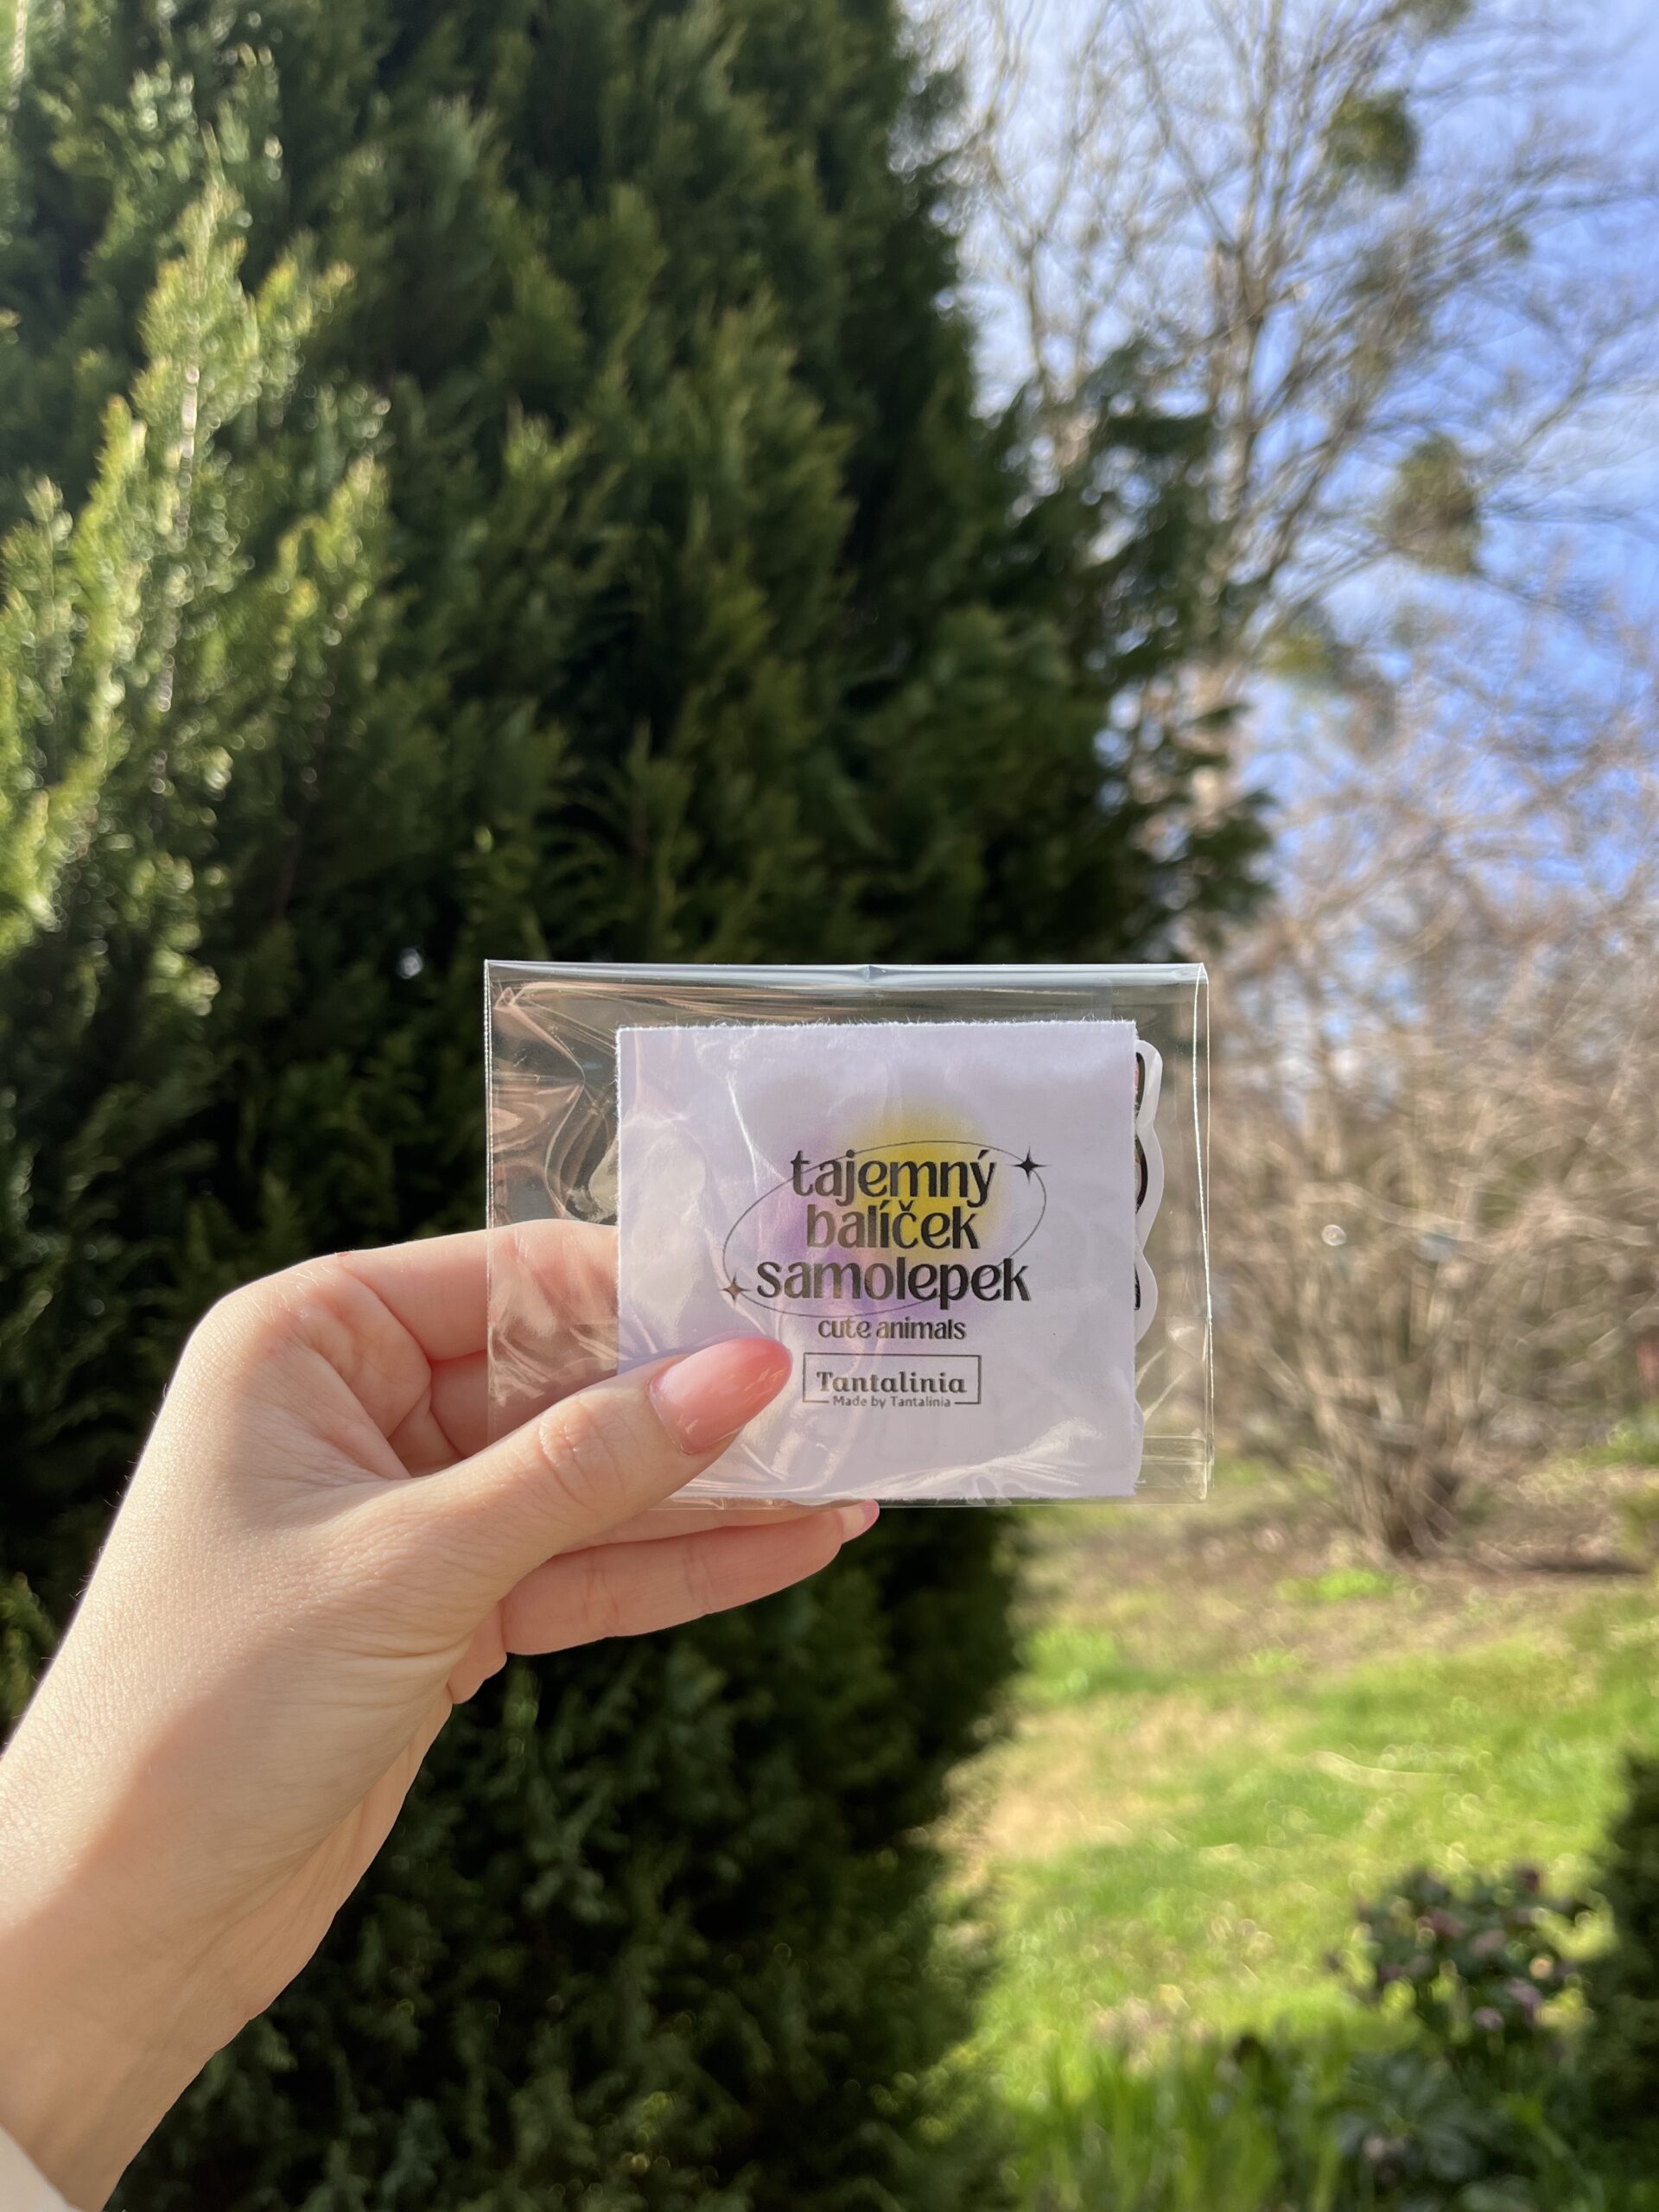 tajemný
balíček
samolepek
cute animals
Tantalinia
Made by Tantalinia